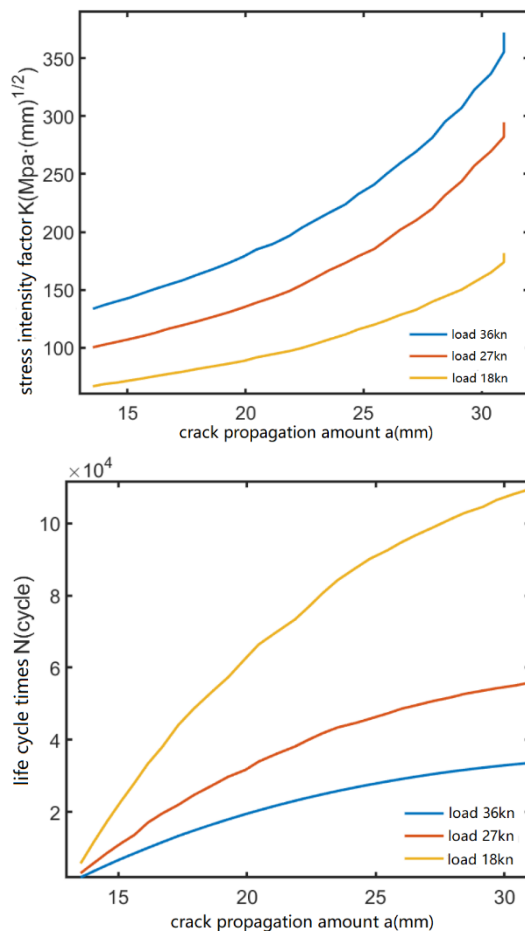 stress intensity factor K(Mpa·(mm)^1/2)
350
300
250
200
150
100
load 36kn
load 27kn
load 18kn
15
20
25
30
crack propagation amount a(mm)
×10^4
life cycle times N(cycle)
10
8
6
4
2
load 36kn
load 27kn
load 18kn
15
20
25
30
crack propagation amount a(mm)